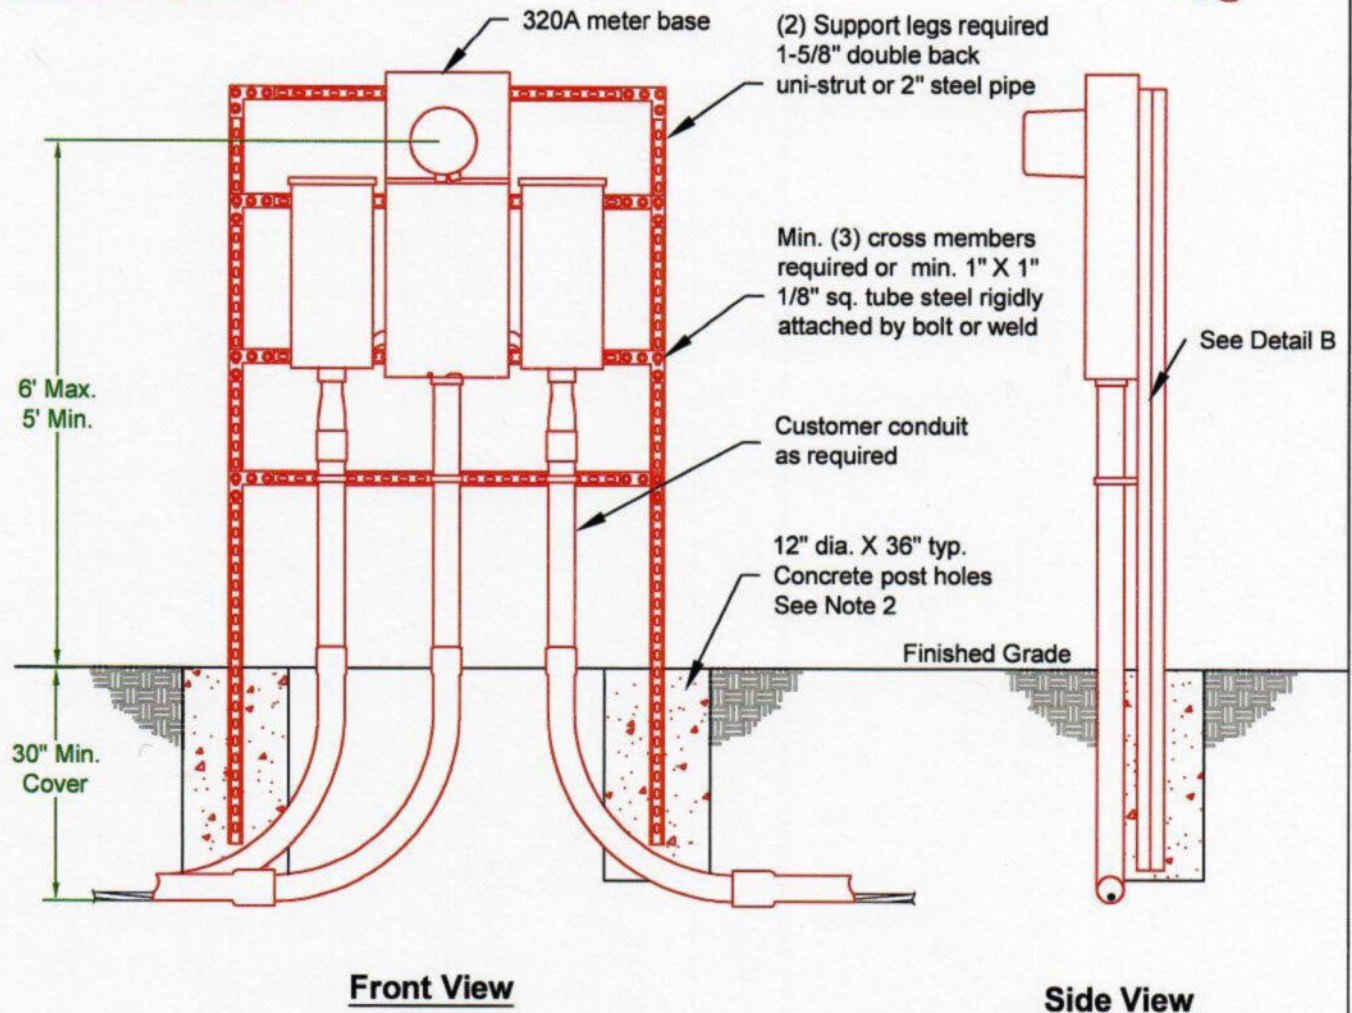 320A meter base
(2) Support legs required
1-5/8" double back
uni-strut or 2" steel pipe
Min. (3) cross members
required or min. 1" X 1"
1/8" sq. tube steel rigidly
attached by bolt or weld
See Detail B
6' Max.
5' Min.
Customer conduit
as required
12" dia. X 36" typ.
Concrete post holes
See Note 2
Finished Grade
30" Min.
Cover
Front View
Side View